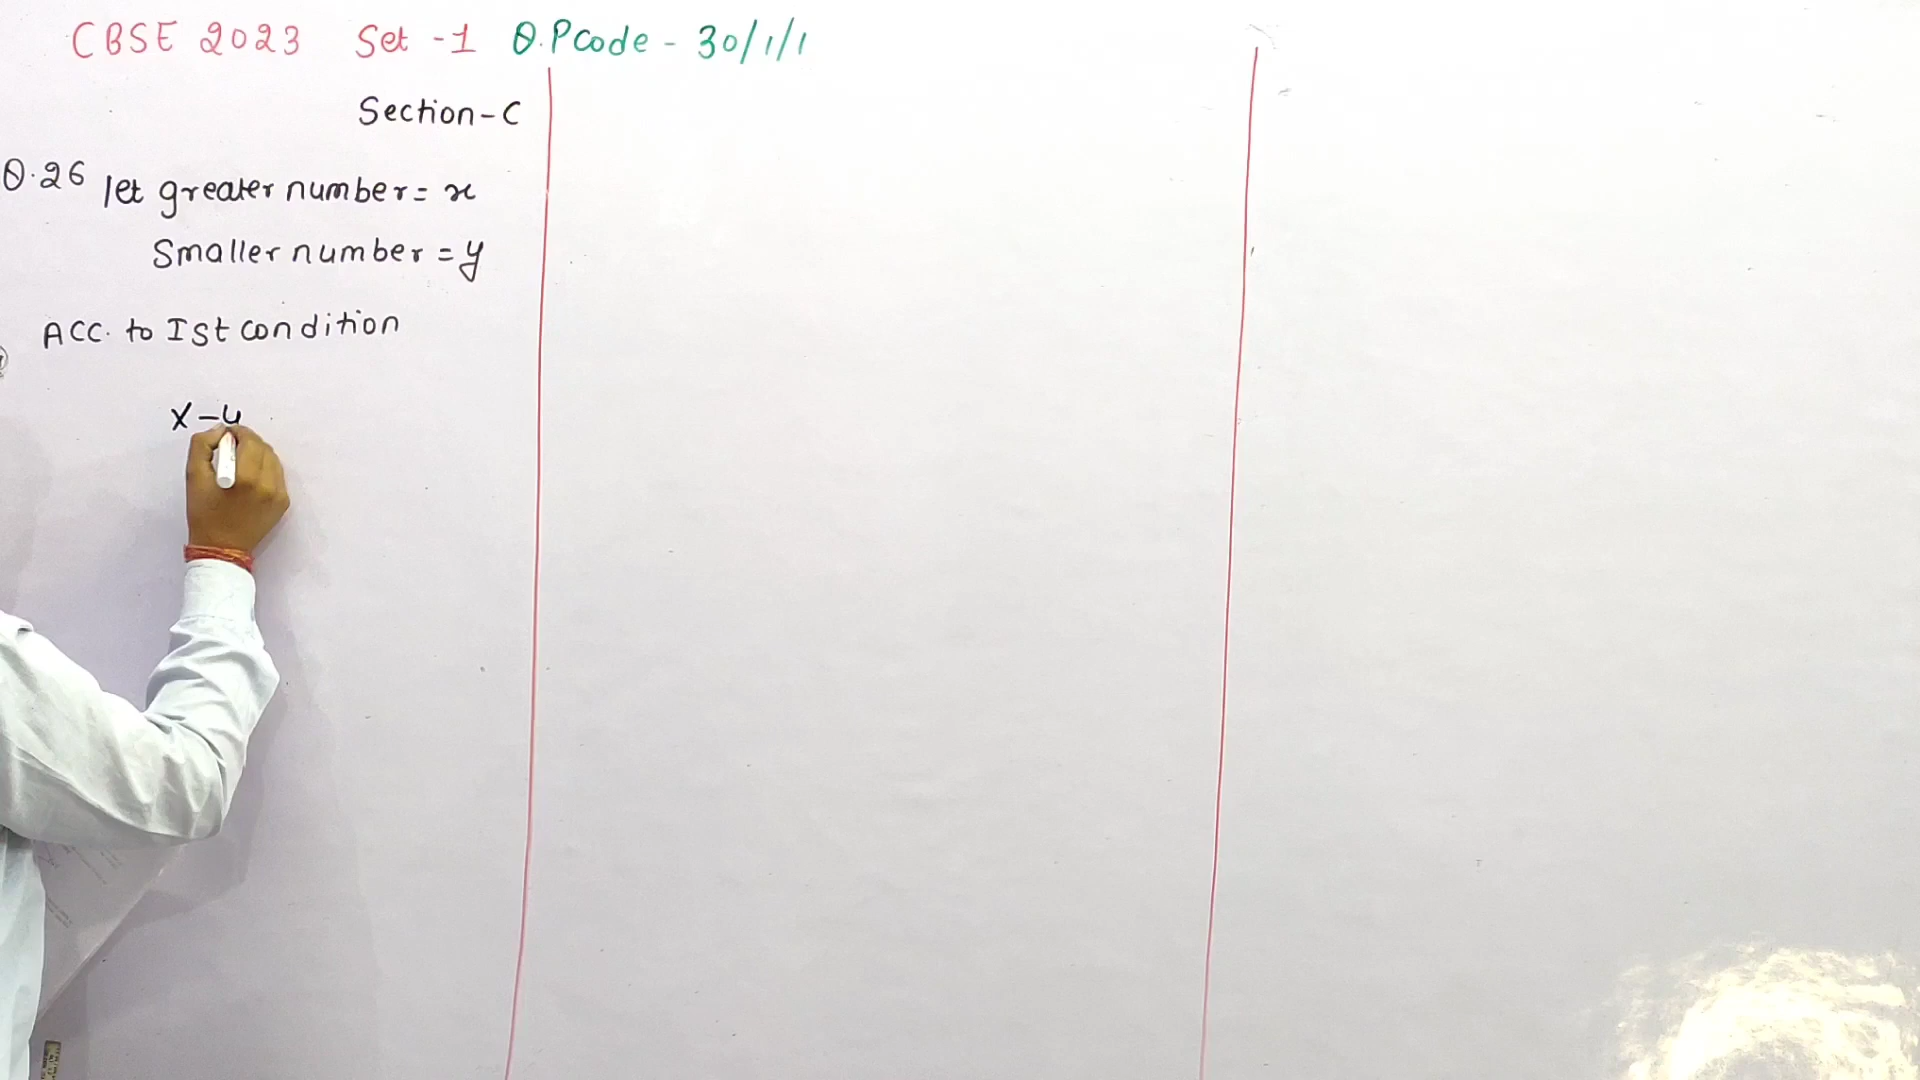 CBSE 2023 Set -1 Q.P Code - 30/1/1
Section-C
Q.26 let greater number = x
Smaller number = y
Acc. to Ist condition
x - y